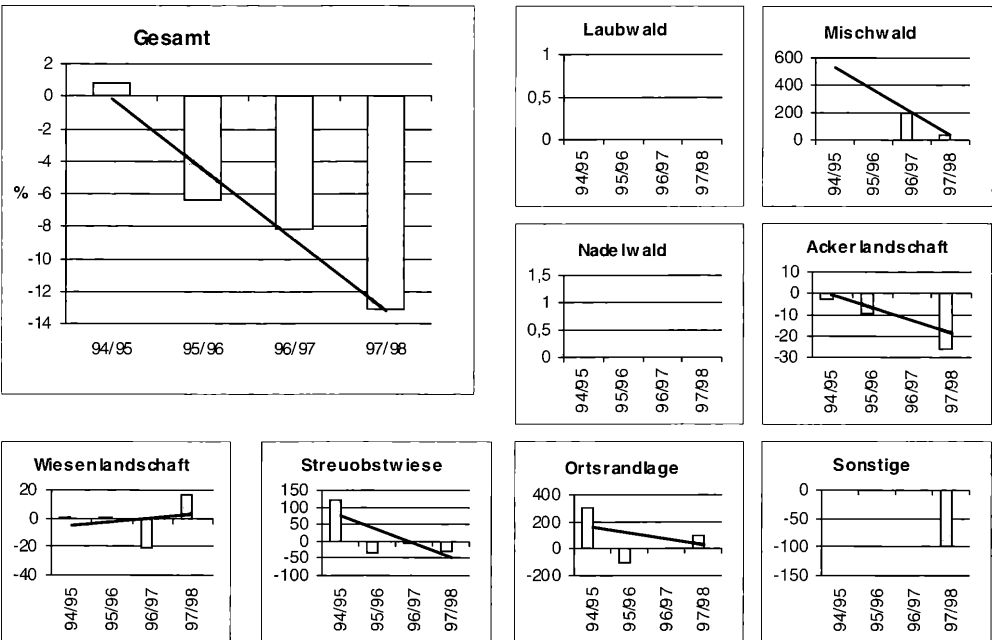 Gesamt
2
0
-2
-4
-6
-8
-10
-12
-14
%
94/95 95/96 96/97 97/98
Laubwald
1
0,5
0
94/95 95/96 96/97 97/98
Mischwald
600
400
200
0
94/95 95/96 96/97 97/98
Nadelwald
1,5
1
0,5
0
94/95 95/96 96/97 97/98
Ackerlandschaft
10
0
-10
-20
-30
94/95 95/96 96/97 97/98
Wiesenlandschaft
20
0
-20
-40
94/95 95/96 96/97 97/98
Streuobstwiese
150
100
50
0
-50
-100
94/95 95/96 96/97 97/98
Ortsrandlage
400
200
0
-200
94/95 95/96 96/97 97/98
Sonstige
0
-50
-100
-150
94/95 95/96 96/97 97/98